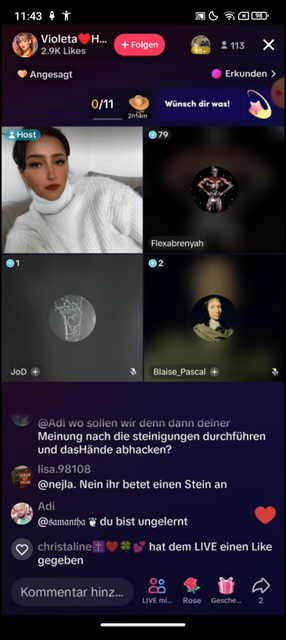 11:43
98
Violeta❤️H...
2.9K Likes
+ Folgen
113
Angesagt
Erkunden >
0/11
2h14m
Wünsch dir was!
Host
79
Flexabrenyah
1
2
JoD +
Blaise_Pascal +
@Adi wo sollen wir denn dann deiner
Meinung nach die steinigungen durchführen
und dasHände abhacken?
lisa.98108
@nejla. Nein ihr betet einen Stein an
Adi
@𝔰𝔞𝔪𝔞𝔫𝔱𝔥𝔞 ❦ du bist ungelernt
christaline✝️❤️🍀💕 hat dem LIVE einen Like
gegeben
Kommentar hinz...
LIVE mi...
Rose
Gesche...
2